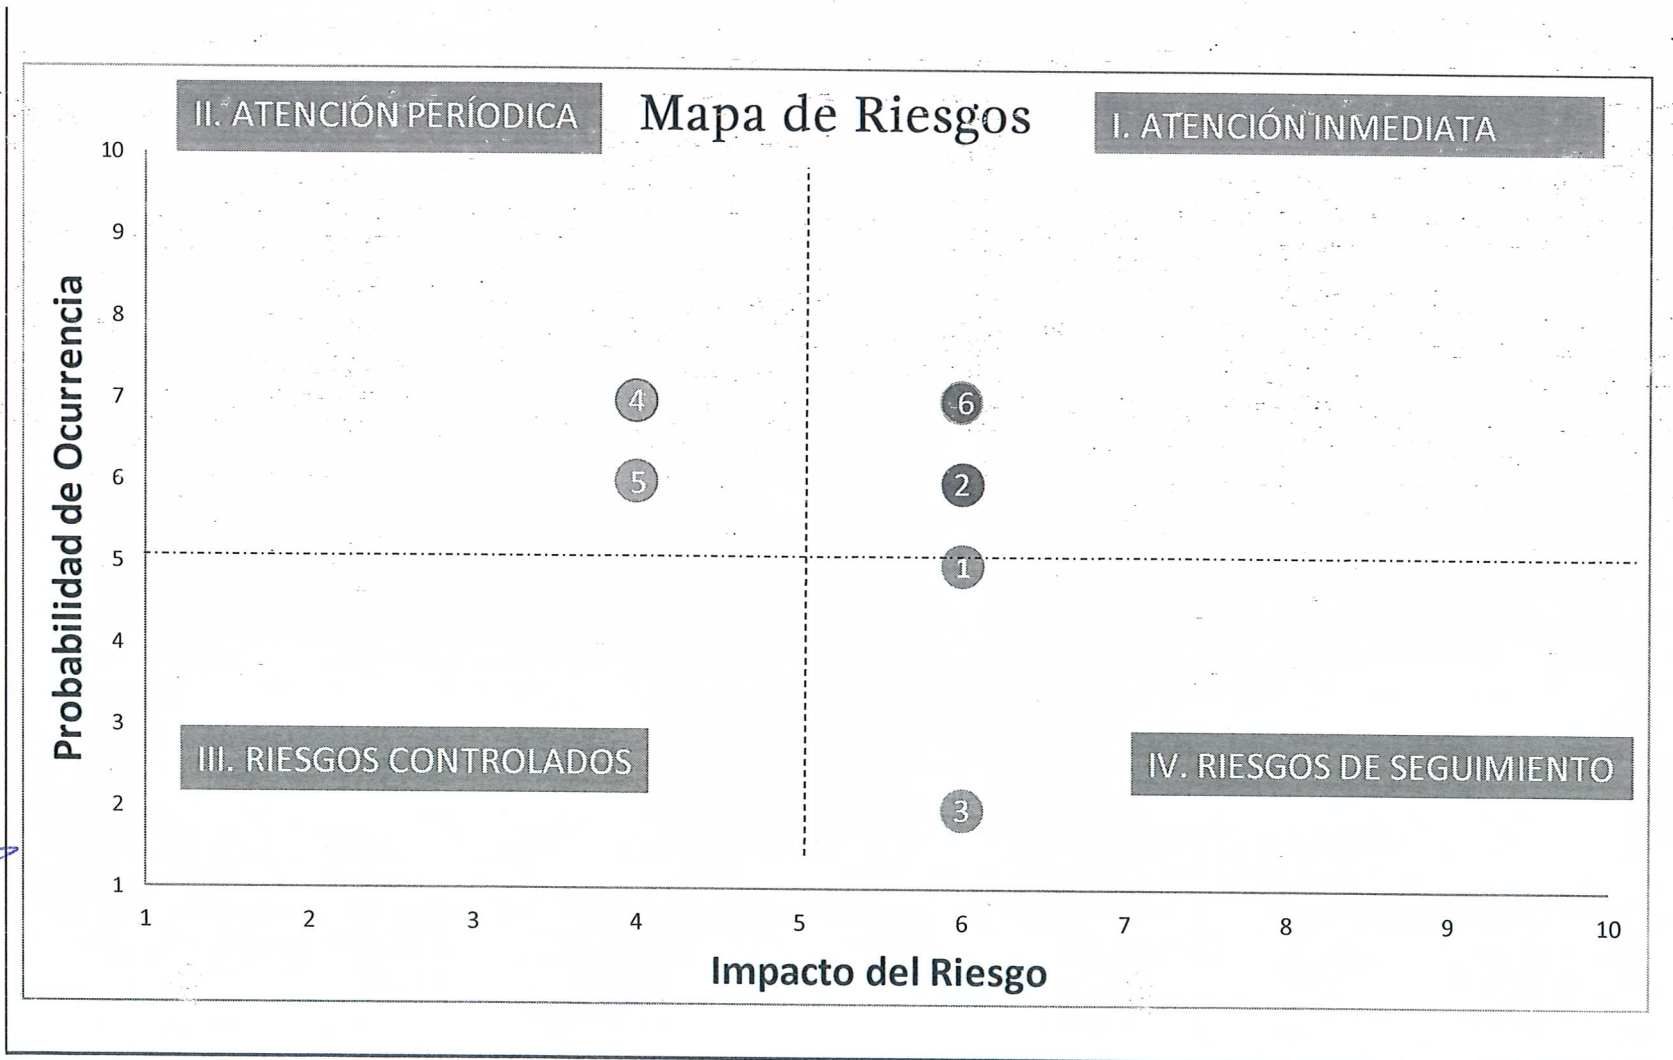 II. ATENCIÓN PERÍODICA
Mapa de Riesgos
I. ATENCIÓN INMEDIATA
Probabilidad de Ocurrencia
10
9
8
7
6
5
4
3
2
1
4
6
5
2
1
3
III. RIESGOS CONTROLADOS
IV. RIESGOS DE SEGUIMIENTO
1 2 3 4 5 6 7 8 9 10
Impacto del Riesgo